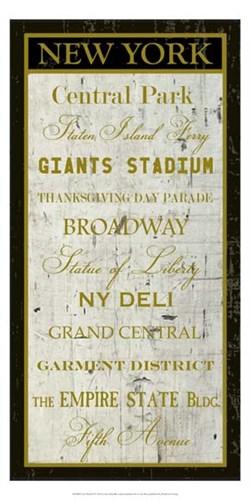 NEW YORK
Central Park
Staten Island Ferry
GIANTS STADIUM
THANKSGIVING DAY PARADE
BROADWAY
Statue of Liberty
NY DELI
GRAND CENTRAL
GARMENT DISTRICT
THE EMPIRE STATE BLDG.
Fifth Avenue